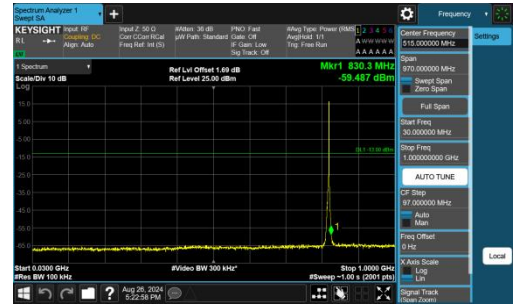 Spectrum Analyzer 1
Swept SA
Frequency
KEYSIGHT
Input: RF
Input Z: 50 Ω
#Atten: 36 dB
PNO: Fast
#Avg Type: Power (RMS
1 2 3 4 5 6
RL
Coupling: DC
Corr CCorr RCal
µW Path: Standard
Gate: Off
Avg|Hold: 1/1
A W W W W W
Align: Auto
Freq Ref: Int (S)
IF Gain: Low
Trig: Free Run
Sig Track: Off
A A A A A A
1 Spectrum
Ref Lvl Offset 1.69 dB
Mkr1 830.3 MHz
Scale/Div 10 dB
Ref Level 25.00 dBm
-59.487 dBm
Log
15.0
5.00
-5.00
-15.0
DL1 -13.00 dBm
-25.0
-35.0
-45.0
-55.0
1
-65.0
Start 0.0300 GHz
#Video BW 300 kHz*
Stop 1.0000 GHz
#Res BW 100 kHz
#Sweep ~1.00 s (2001 pts)
Aug 26, 2024
5:22:58 PM
Center Frequency
515.000000 MHz
Settings
Span
970.000000 MHz
Swept Span
Zero Span
Full Span
Start Freq
30.000000 MHz
Stop Freq
1.000000000 GHz
AUTO TUNE
CF Step
97.000000 MHz
Auto
Man
Freq Offset
0 Hz
X Axis Scale
Log
Lin
Local
Signal Track
(Span Zoom)